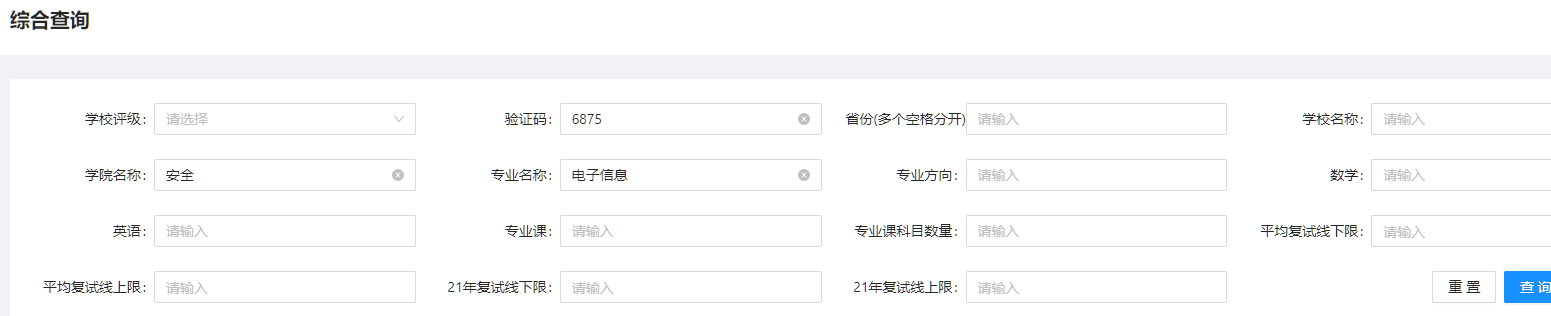 综合查询
学校评级: 请选择 验证码: 6875 省份(多个空格分开) 请输入 学校名称: 请输入
学院名称: 安全 专业名称: 电子信息 专业方向: 请输入 数学: 请输入
英语: 请输入 专业课: 请输入 专业课科目数量: 请输入 平均复试线下限: 请输入
平均复试线上限: 请输入 21年复试线下限: 请输入 21年复试线上限: 请输入 重置 查询